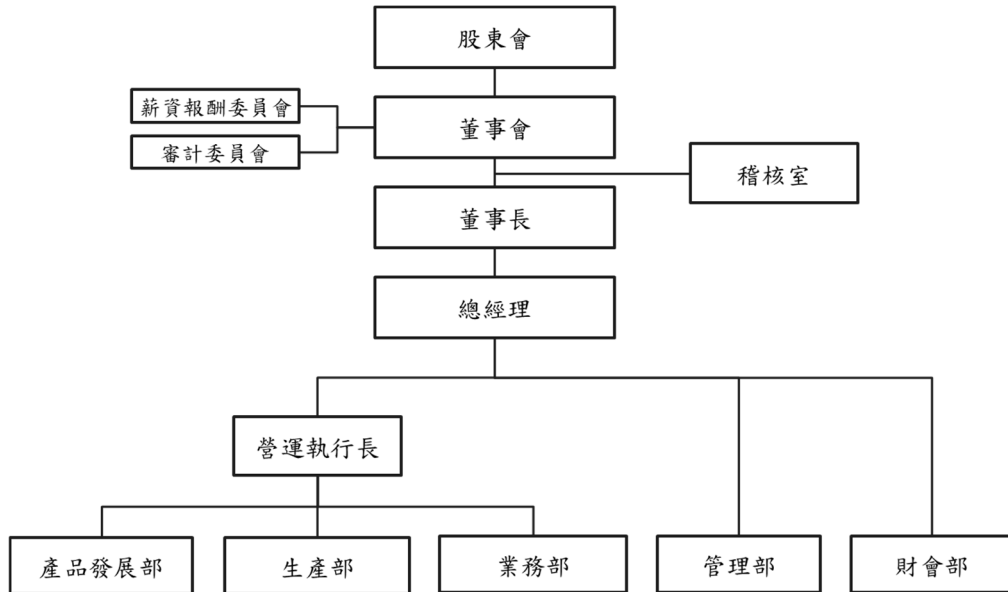 股東會
薪資報酬委員會
董事會
審計委員會
稽核室
董事長
總經理
營運執行長
產品發展部
生產部
業務部
管理部
財會部